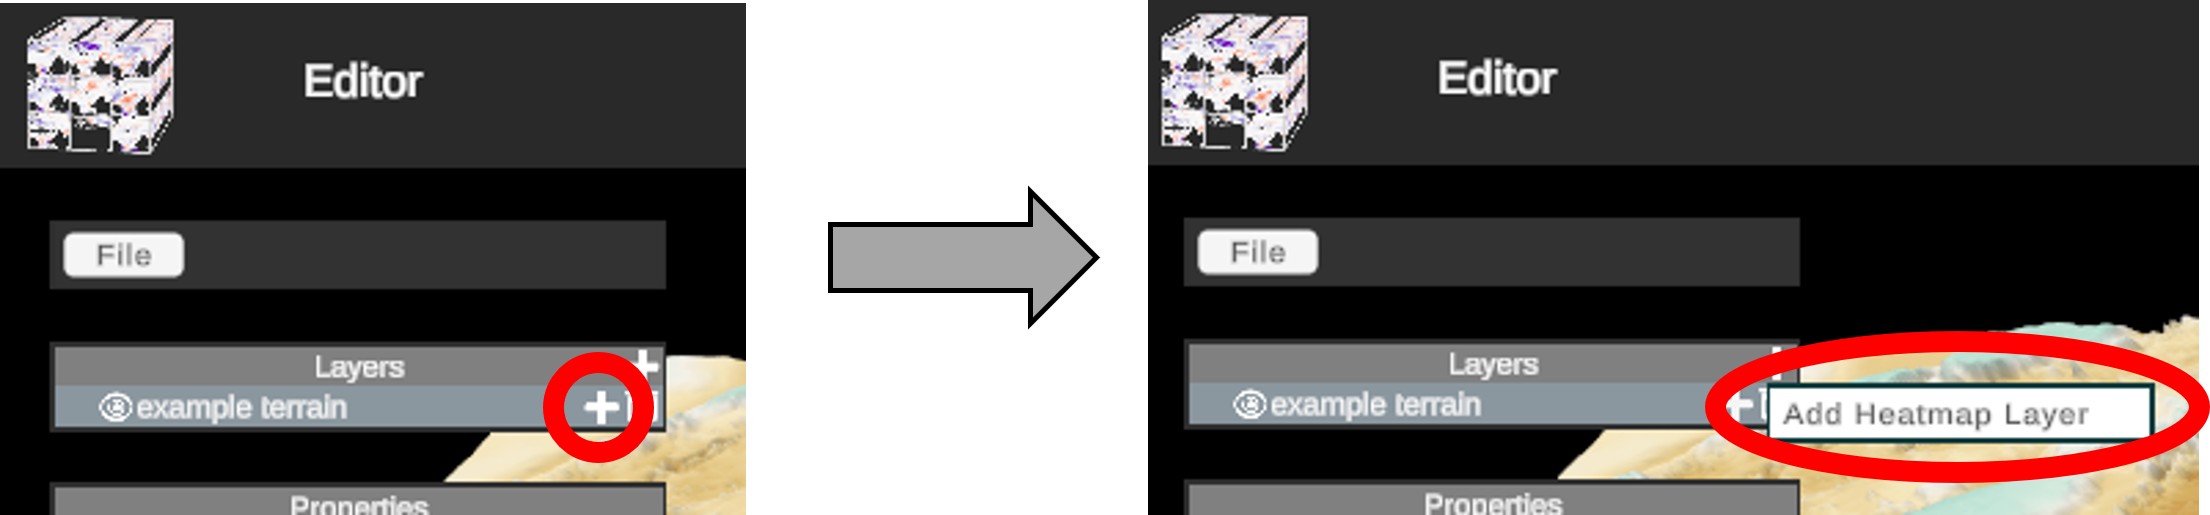 Editor
File
Layers
example terrain
Properties
Editor
File
Layers
example terrain
Add Heatmap Layer
Properties